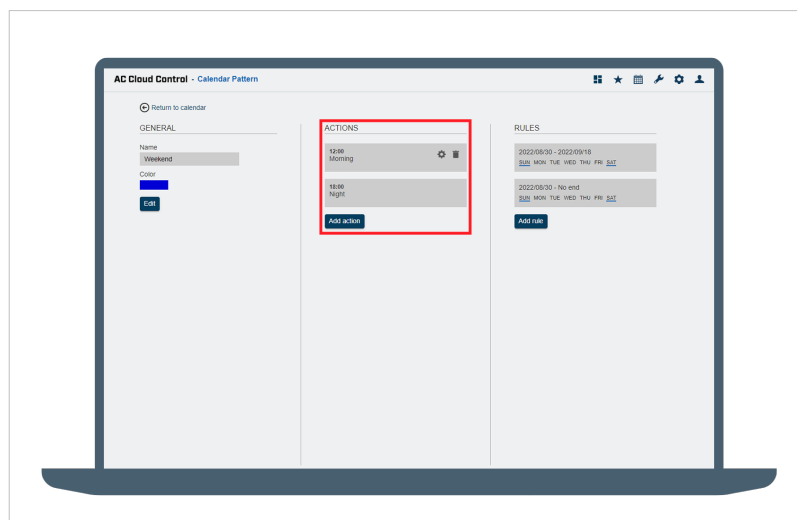 AC Cloud Control - Calendar Pattern
Return to calendar
GENERAL
Name
Weekend
Color
Edit
ACTIONS
12:00
Morning
18:00
Night
Add action
RULES
2022/08/30 - 2022/09/18
SUN MON TUE WED THU FRI SAT
2022/08/30 - No end
SUN MON TUE WED THU FRI SAT
Add rule